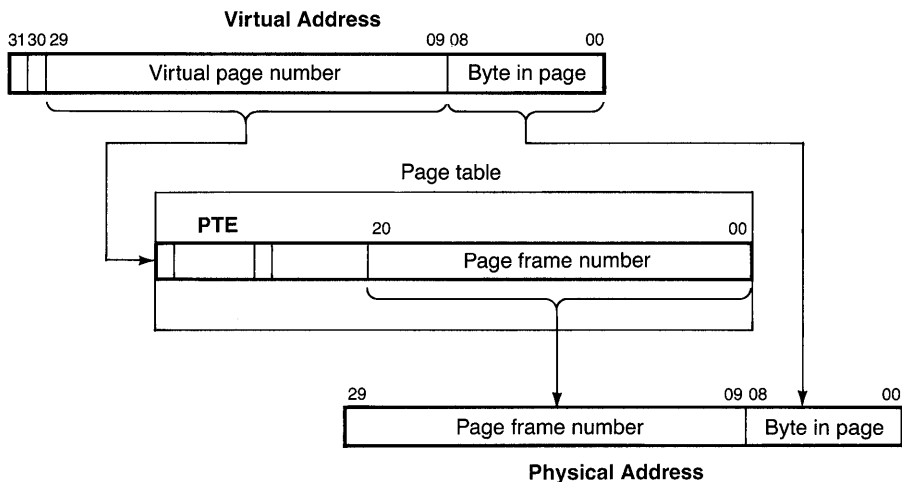 Virtual Address
31 30 29 09 08 00
Virtual page number Byte in page
Page table
PTE 20 00
Page frame number
29 09 08 00
Page frame number Byte in page
Physical Address